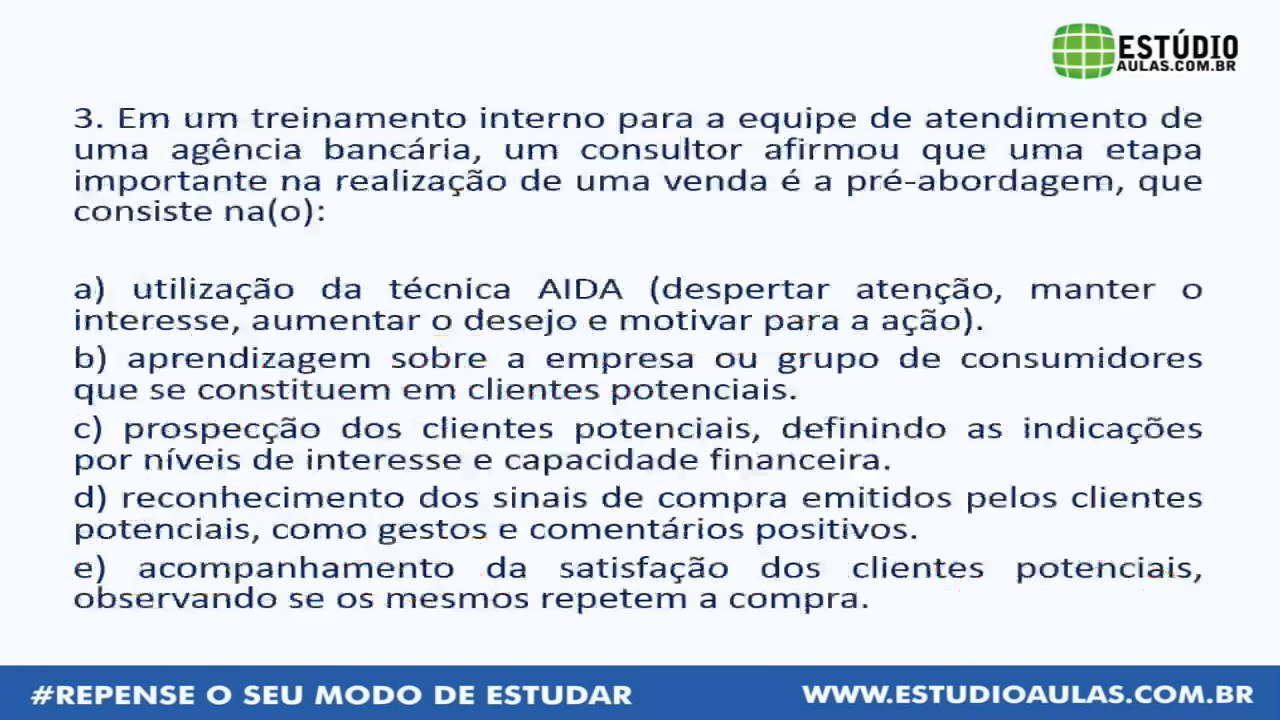 ESTÚDIO
AULAS.COM.BR
3. Em um treinamento interno para a equipe de atendimento de
uma agência bancária, um consultor afirmou que uma etapa
importante na realização de uma venda é a pré-abordagem, que
consiste na(o):
a) utilização da técnica AIDA (despertar atenção, manter o
interesse, aumentar o desejo e motivar para a ação).
b) aprendizagem sobre a empresa ou grupo de consumidores
que se constituem em clientes potenciais.
c) prospecção dos clientes potenciais, definindo as indicações
por níveis de interesse e capacidade financeira.
d) reconhecimento dos sinais de compra emitidos pelos clientes
potenciais, como gestos e comentários positivos.
e) acompanhamento da satisfação dos clientes potenciais,
observando se os mesmos repetem a compra.
#REPENSE O SEU MODO DE ESTUDAR
WWW.ESTUDIOAULAS.COM.BR